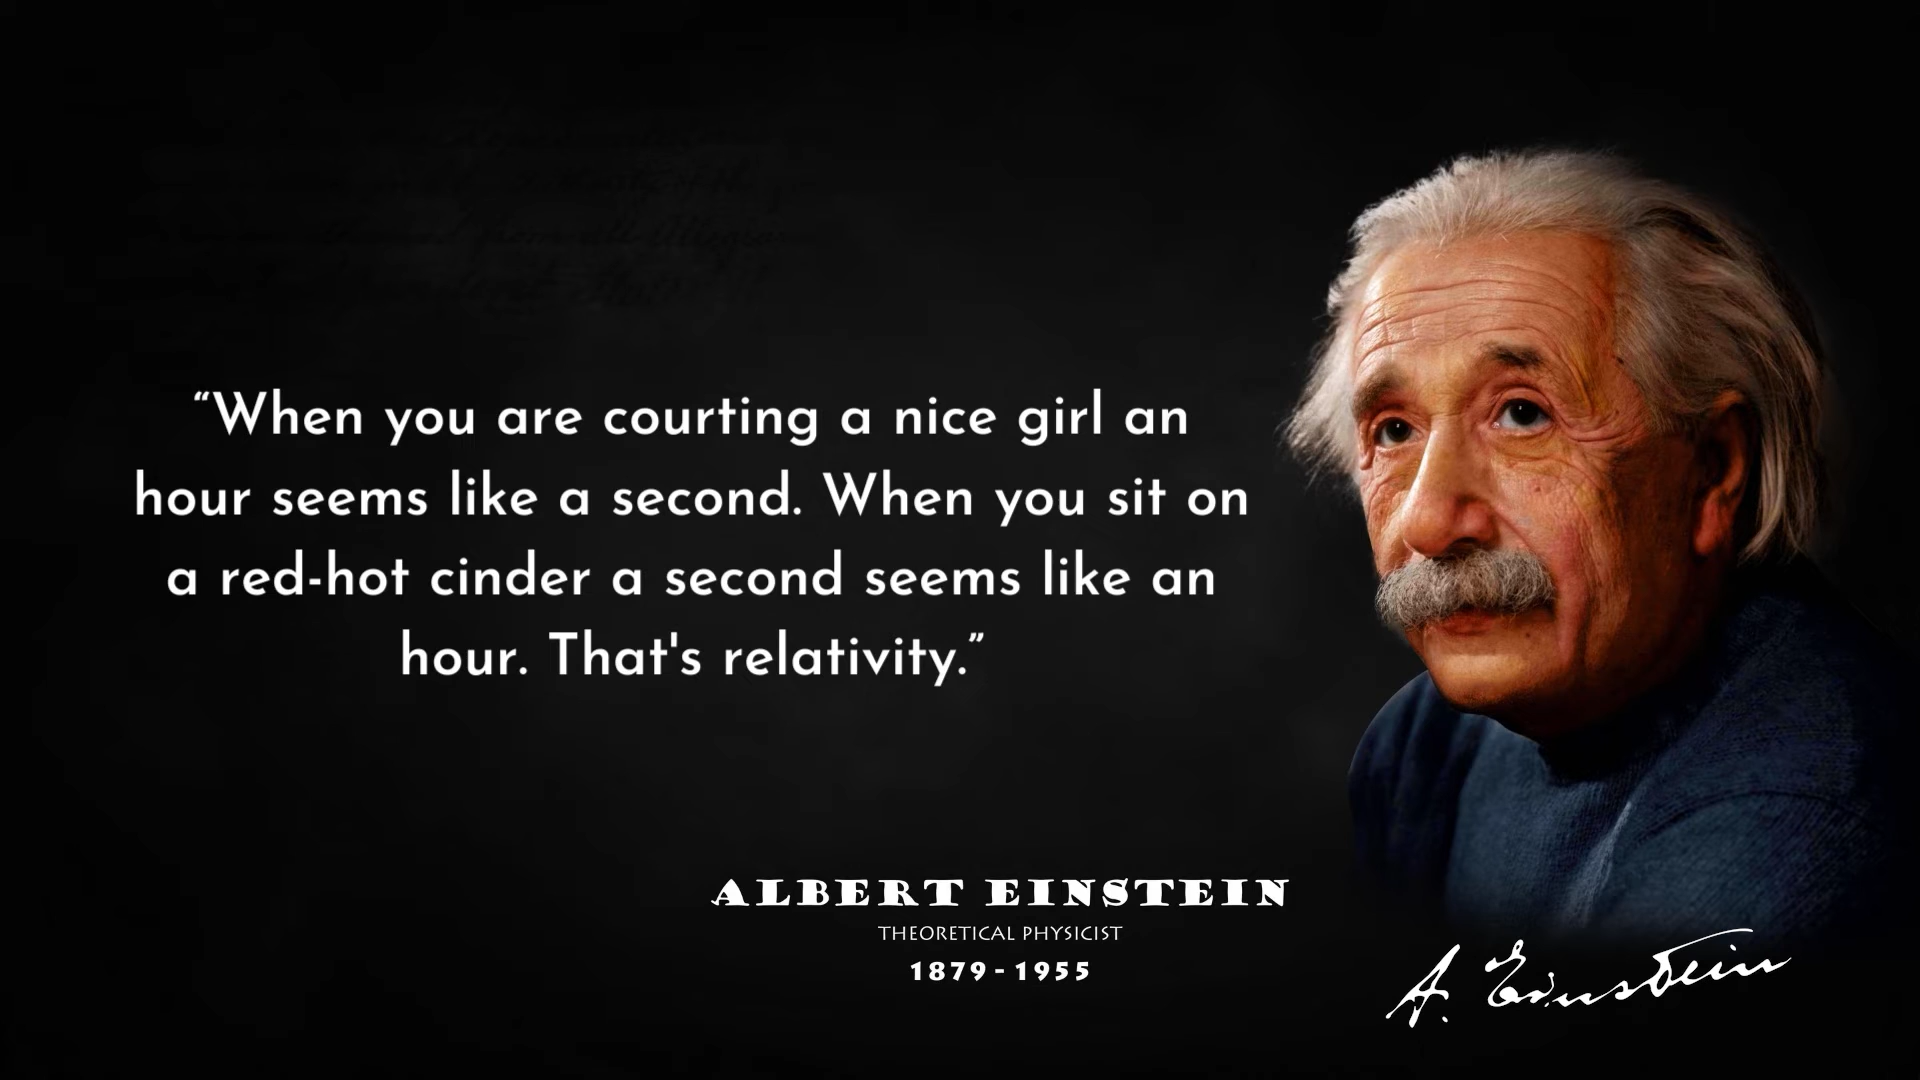 “When you are courting a nice girl an
hour seems like a second. When you sit on
a red-hot cinder a second seems like an
hour. That's relativity.”
ALBERT EINSTEIN
THEORETICAL PHYSICIST
1879-1955
A. Einstein